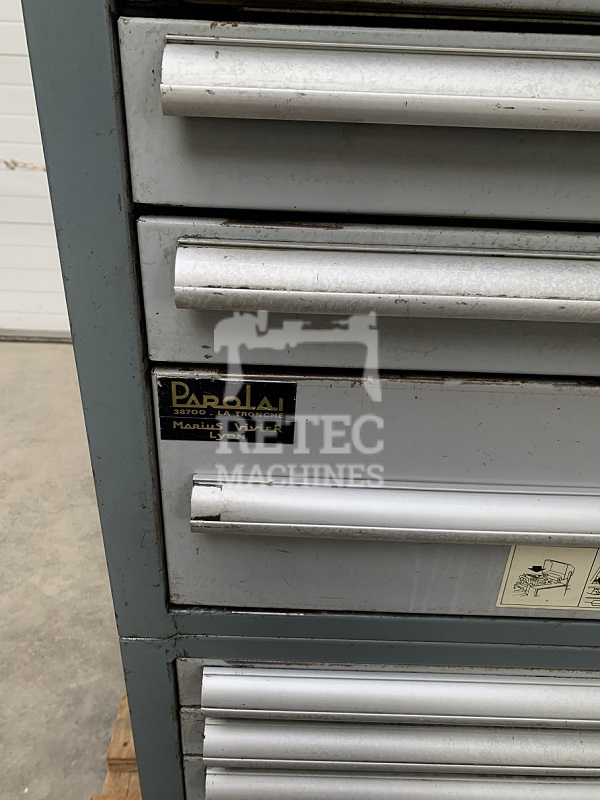 Parolai
38700 - LA TRONCHE
Marius Vivier
Lyon
RETEC
MACHINES